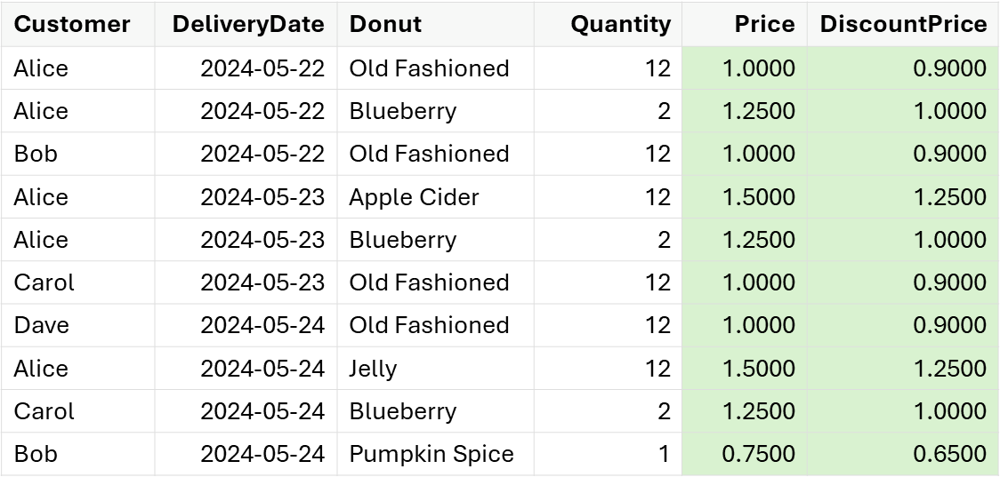 Customer DeliveryDate Donut Quantity Price DiscountPrice
Alice 2024-05-22 Old Fashioned 12 1.0000 0.9000
Alice 2024-05-22 Blueberry 2 1.2500 1.0000
Bob 2024-05-22 Old Fashioned 12 1.0000 0.9000
Alice 2024-05-23 Apple Cider 12 1.5000 1.2500
Alice 2024-05-23 Blueberry 2 1.2500 1.0000
Carol 2024-05-23 Old Fashioned 12 1.0000 0.9000
Dave 2024-05-24 Old Fashioned 12 1.0000 0.9000
Alice 2024-05-24 Jelly 12 1.5000 1.2500
Carol 2024-05-24 Blueberry 2 1.2500 1.0000
Bob 2024-05-24 Pumpkin Spice 1 0.7500 0.6500